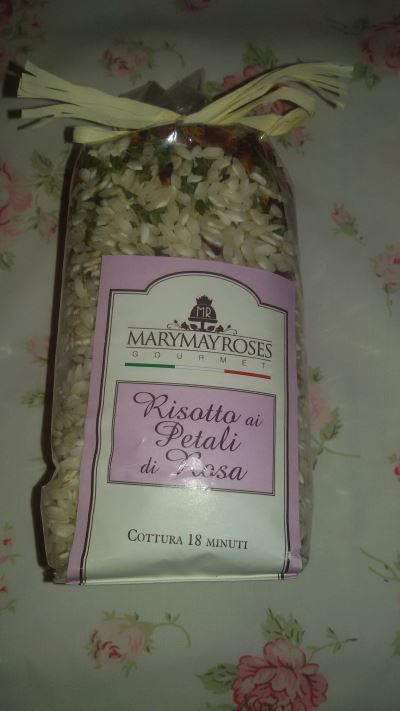 MR
MARYMAYROSES
GOURMET
Risotto ai
Petali
di Rosa
COTTURA 18 MINUTI